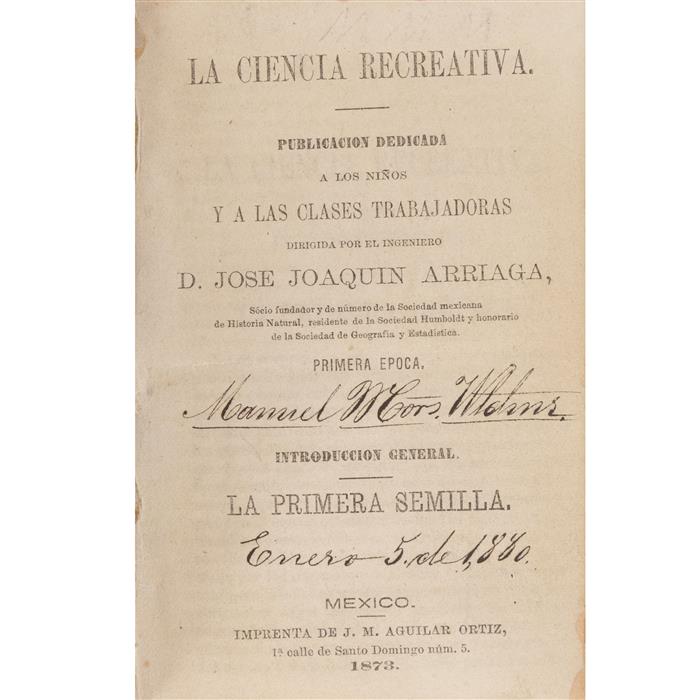 LA CIENCIA RECREATIVA.
PUBLICACION DEDICADA
A LOS NIÑOS
Y A LAS CLASES TRABAJADORAS
DIRIGIDA POR EL INGENIERO
D. JOSE JOAQUIN ARRIAGA,
Sócio fundador y de número de la Sociedad mexicana
de Historia Natural, residente de la Sociedad Humboldt y honorario
de la Sociedad de Geografía y Estadística.
PRIMERA EPOCA.
Manuel
INTRODUCCION GENERAL.
LA PRIMERA SEMILLA.
Enero 5. de 1,880.
MEXICO.
IMPRENTA DE J. M. AGUILAR ORTIZ,
1ª calle de Santo Domingo núm. 5.
1873.